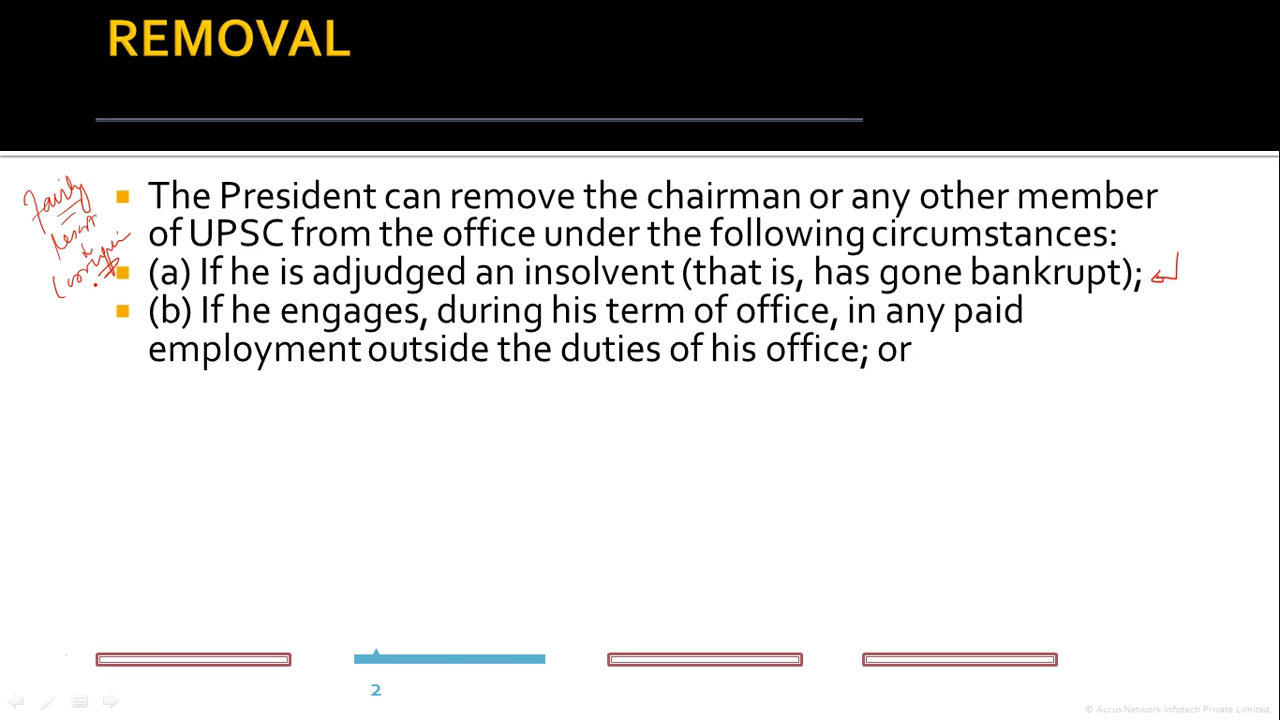 REMOVAL
The President can remove the chairman or any other member
of UPSC from the office under the following circumstances:
(a) If he is adjudged an insolvent (that is, has gone bankrupt);
(b) If he engages, during his term of office, in any paid
employment outside the duties of his office; or
2
© Aurus Network Infotech Private Limited,